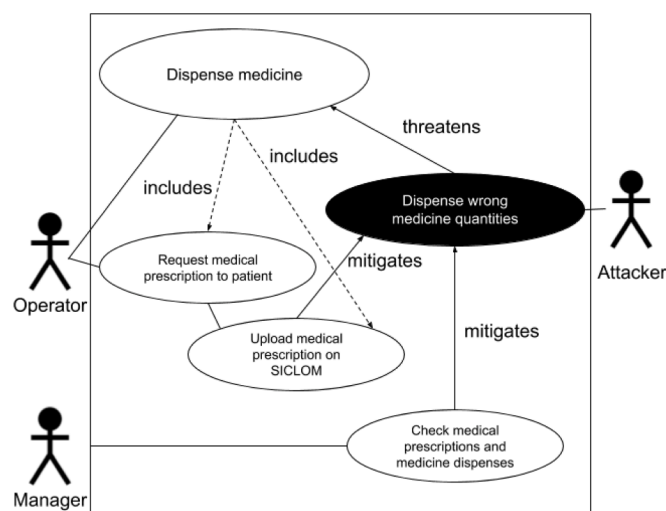 Dispense medicine
threatens
includes
includes
Dispense wrong
medicine quantities
Operator
Request medical
prescription to patient
mitigates
Attacker
Upload medical
prescription on
SICLOM
mitigates
Check medical
prescriptions and
medicine dispenses
Manager